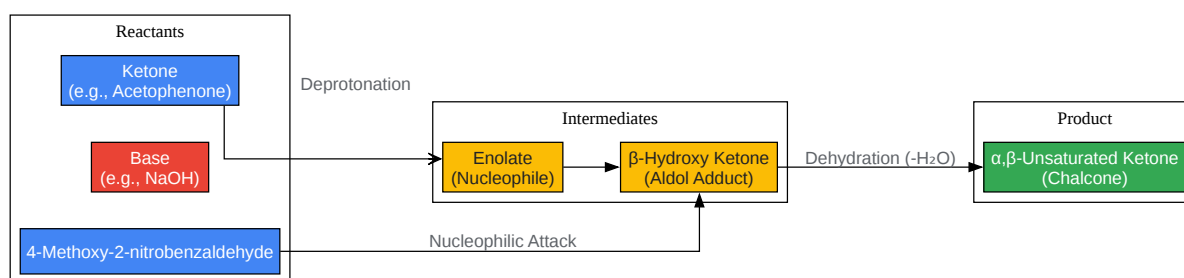 Reactants
Ketone
(e.g., Acetophenone)
Deprotonation
Base
(e.g., NaOH)
4-Methoxy-2-nitrobenzaldehyde
Nucleophilic Attack
Intermediates
Enolate
(Nucleophile)
β-Hydroxy Ketone
(Aldol Adduct)
Dehydration (-H₂O)
Product
α,β-Unsaturated Ketone
(Chalcone)